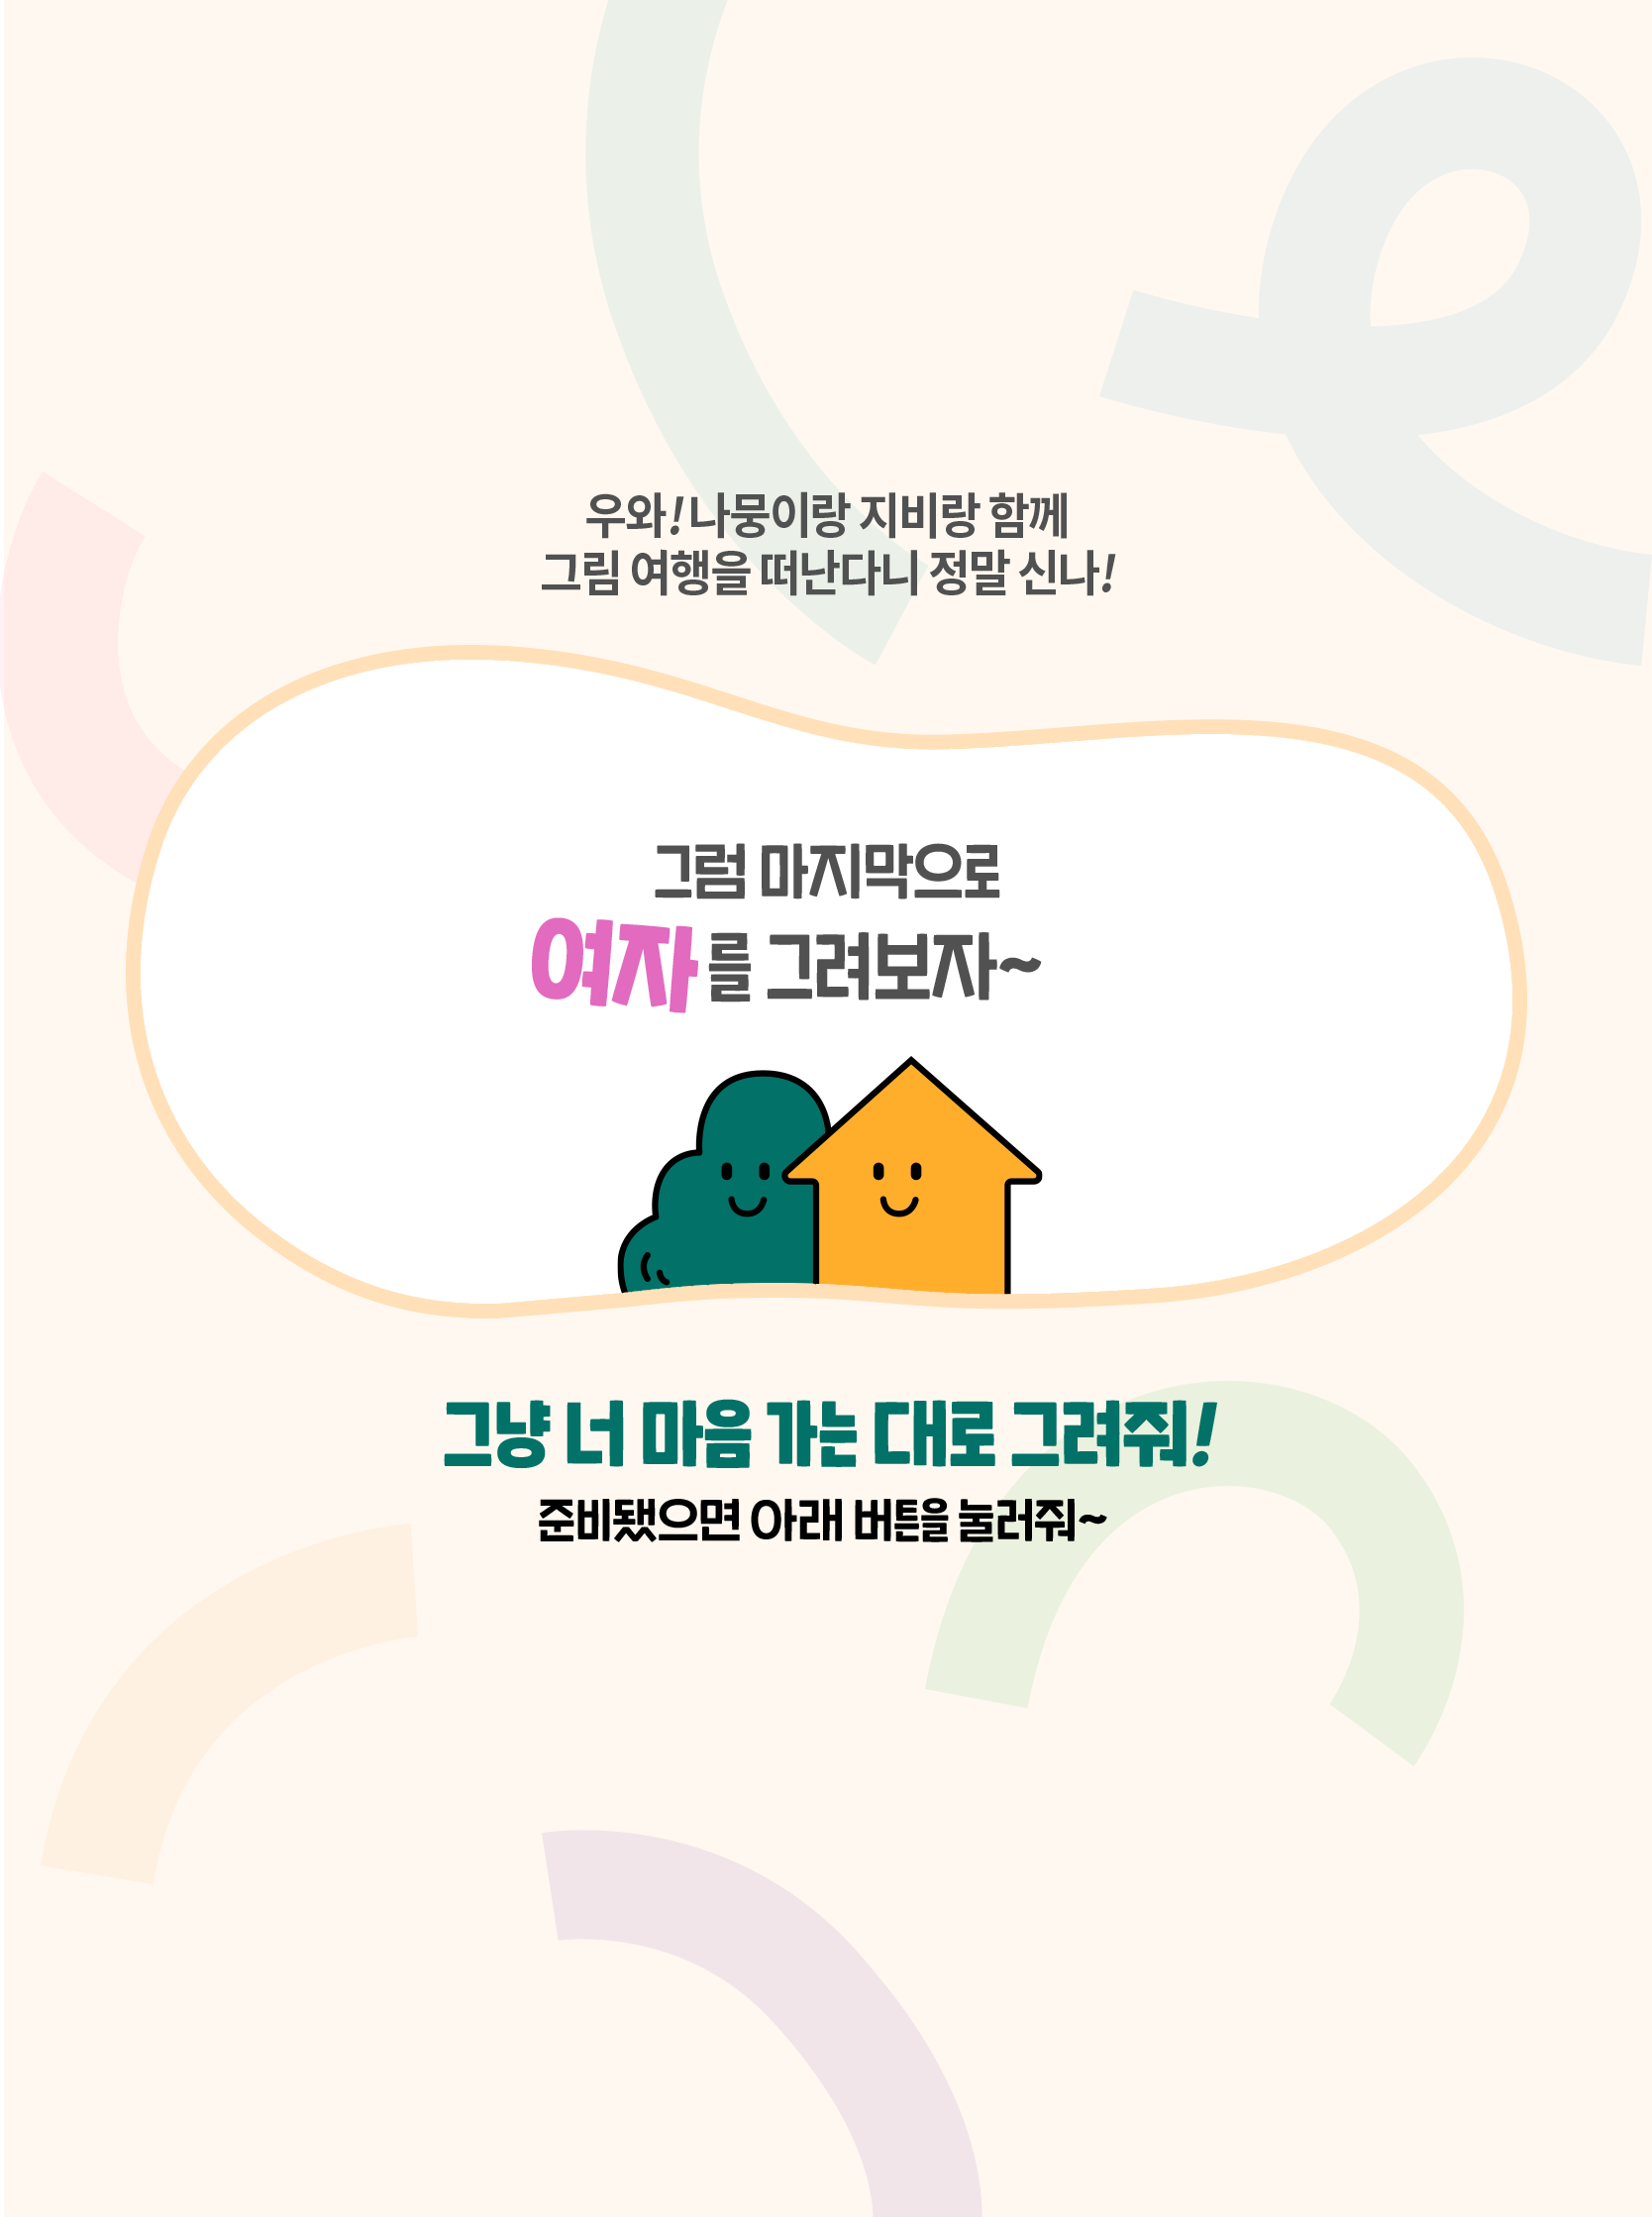 우와! 나뭉이랑 지비랑 함께
그림 여행을 떠난다니 정말 신나!
그럼 마지막으로
여자를 그려보자~
그냥 너 마음 가는 대로 그려줘!
준비됐으면 아래 버튼을 눌러줘~